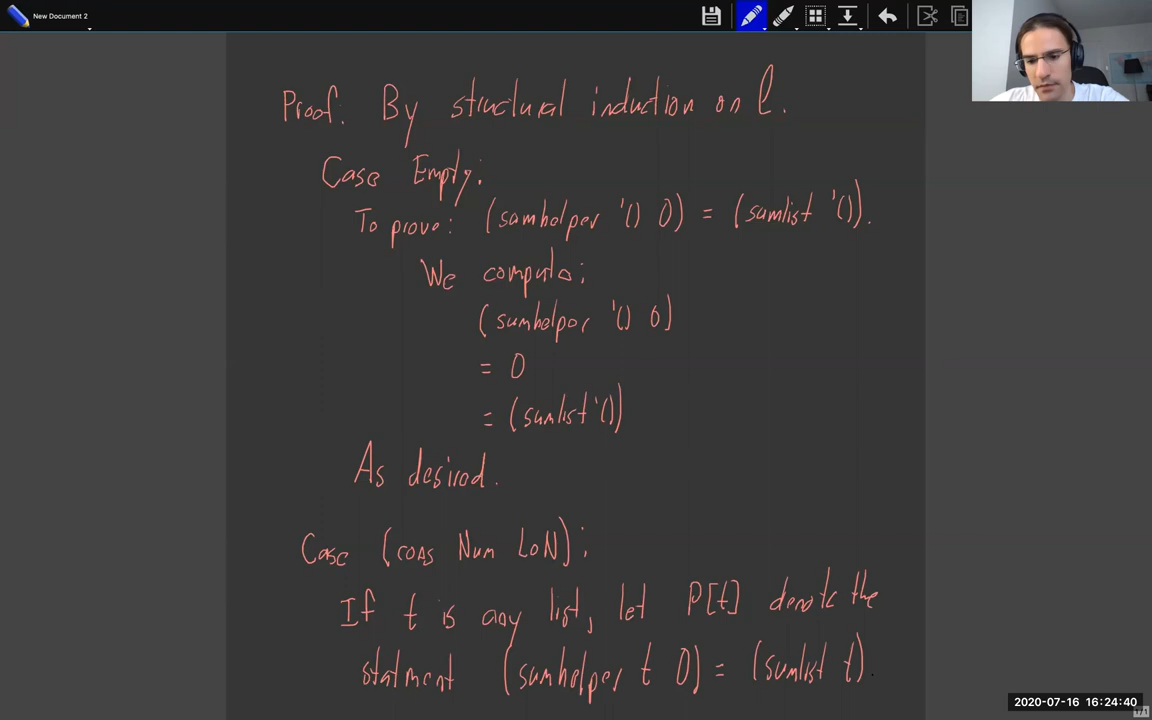 New Document 2
Proof: By structural induction on l.
Case Empty:
To prove: (sumhelper '() 0) = (sumlist '()).
We compute:
(sumhelper '() 0)
= 0
= (sumlist '())
As desired.
Case (cons Num LoN):
If t is any list, let P[t] denote the
statment (sumhelper t 0) = (sumlist t).
2020-07-16 16:24:40